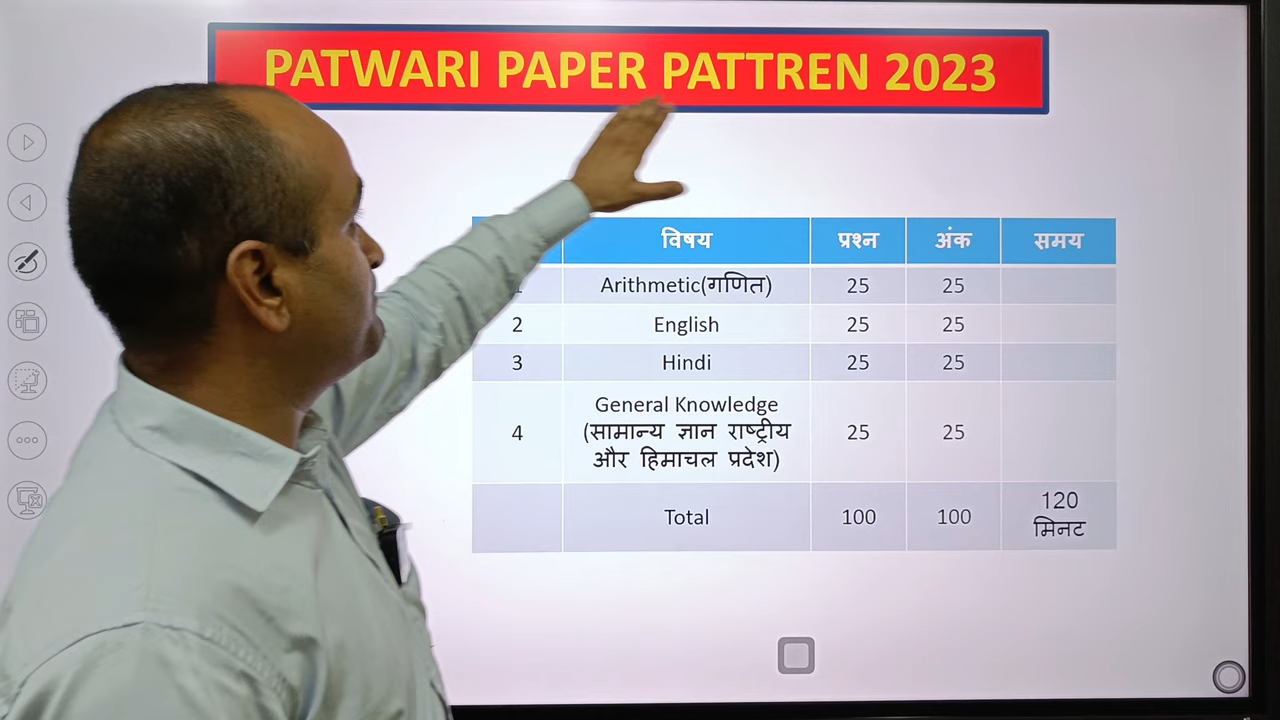 PATWARI PAPER PATTREN 2023
विषय प्रश्न अंक समय
1 Arithmetic(गणित) 25 25
2 English 25 25
3 Hindi 25 25
General Knowledge
4 (सामान्य ज्ञान राष्ट्रीय 25 25
और हिमाचल प्रदेश)
Total 100 100 120
मिनट